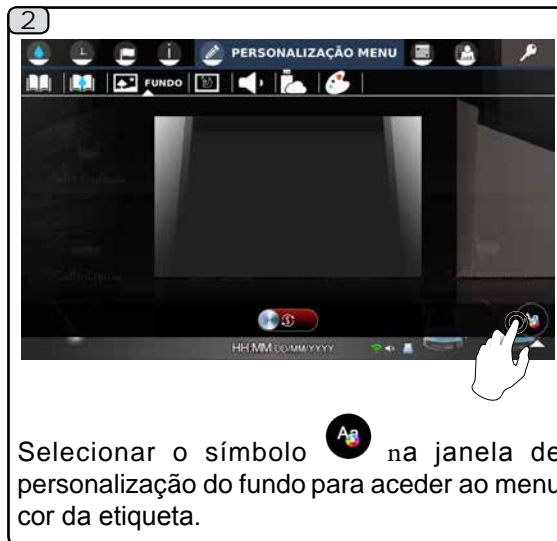 2
PERSONALIZAÇÃO MENU
FUNDO
HH:MM DD/MM/YYYY
Selecionar o símbolo Aa na janela de
personalização do fundo para aceder ao menu
cor da etiqueta.